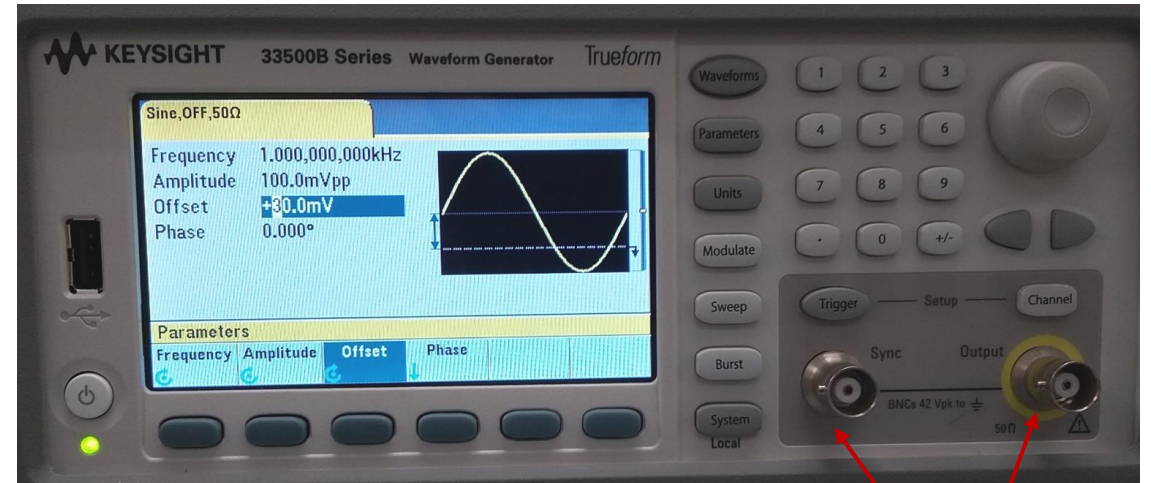 KEYSIGHT 33500B Series Waveform Generator Trueform
Sine,OFF,50Ω
Frequency 1.000,000,000kHz
Amplitude 100.0mVpp
Offset +30.0mV
Phase 0.000°
Parameters
Frequency Amplitude Offset Phase
Waveforms
Parameters
Units
Modulate
Sweep
Burst
System
Local
1 2 3
4 5 6
7 8 9
. 0 +/-
Trigger Setup Channel
Sync Output
BNCs 42 Vpk to
50Ω